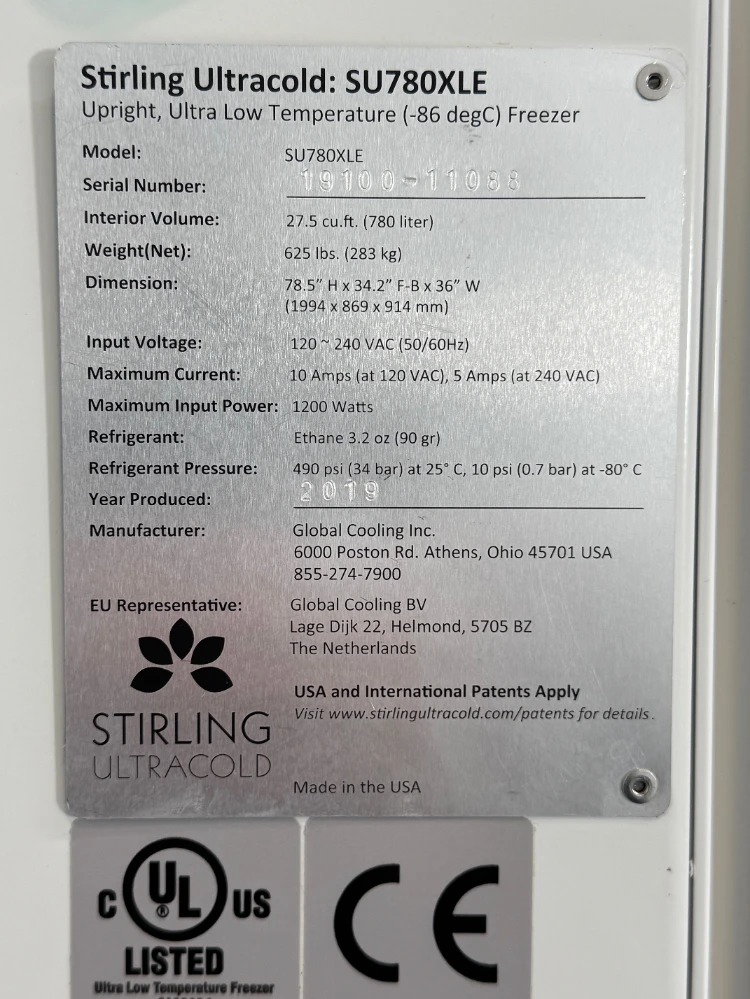 Stirling Ultracold: SU780XLE
Upright, Ultra Low Temperature (-86 degC) Freezer
Model: SU780XLE
Serial Number: 19100-11088
Interior Volume: 27.5 cu.ft. (780 liter)
Weight(Net): 625 lbs. (283 kg)
Dimension: 78.5” H x 34.2” F-B x 36” W
(1994 x 869 x 914 mm)
Input Voltage: 120 ~ 240 VAC (50/60Hz)
Maximum Current: 10 Amps (at 120 VAC), 5 Amps (at 240 VAC)
Maximum Input Power: 1200 Watts
Refrigerant: Ethane 3.2 oz (90 gr)
Refrigerant Pressure: 490 psi (34 bar) at 25° C, 10 psi (0.7 bar) at -80° C
Year Produced: 2019
Manufacturer: Global Cooling Inc.
6000 Poston Rd. Athens, Ohio 45701 USA
855-274-7900
EU Representative: Global Cooling BV
Lage Dijk 22, Helmond, 5705 BZ
The Netherlands
USA and International Patents Apply
Visit www.stirlingultracold.com/patents for details.
STIRLING
ULTRACOLD
Made in the USA
C UL US
®
LISTED
Ultra Low Temperature Freezer
CE